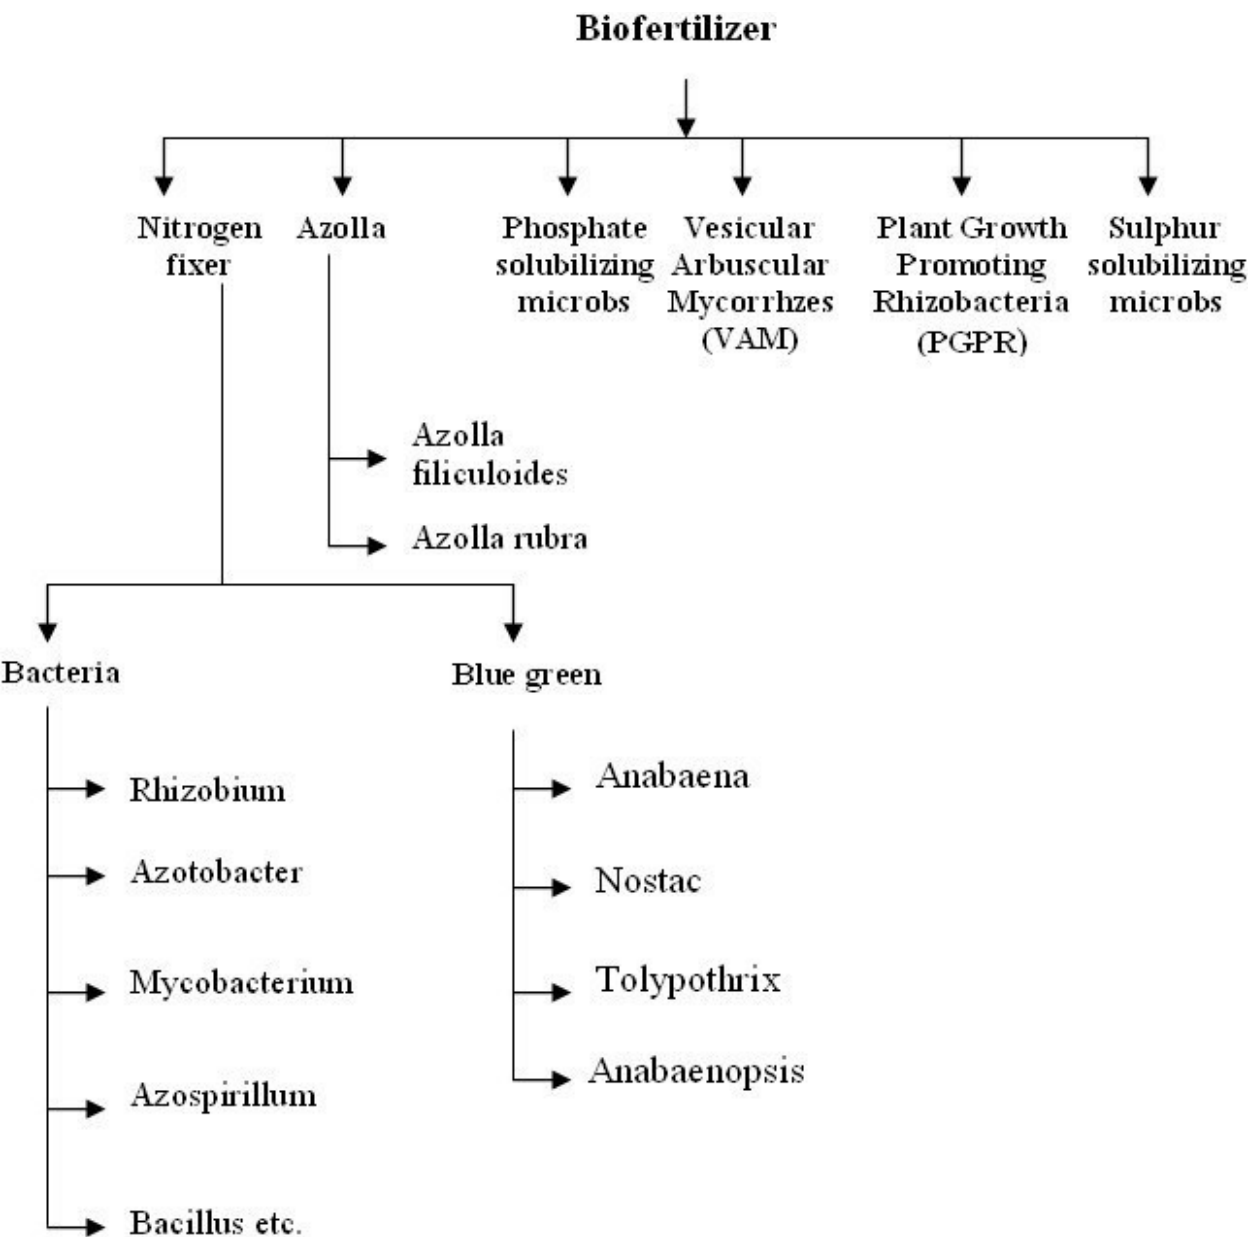 Biofertilizer
Nitrogen
fixer
Azolla
Phosphate
solubilizing
microbs
Vesicular
Arbuscular
Mycorrhzes
(VAM)
Plant Growth
Promoting
Rhizobacteria
(PGPR)
Sulphur
solubilizing
microbs
Azolla
filiculoides
Azolla rubra
Bacteria
Blue green
Rhizobium
Azotobacter
Mycobacterium
Azospirillum
Bacillus etc.
Anabaena
Nostac
Tolypothrix
Anabaenopsis